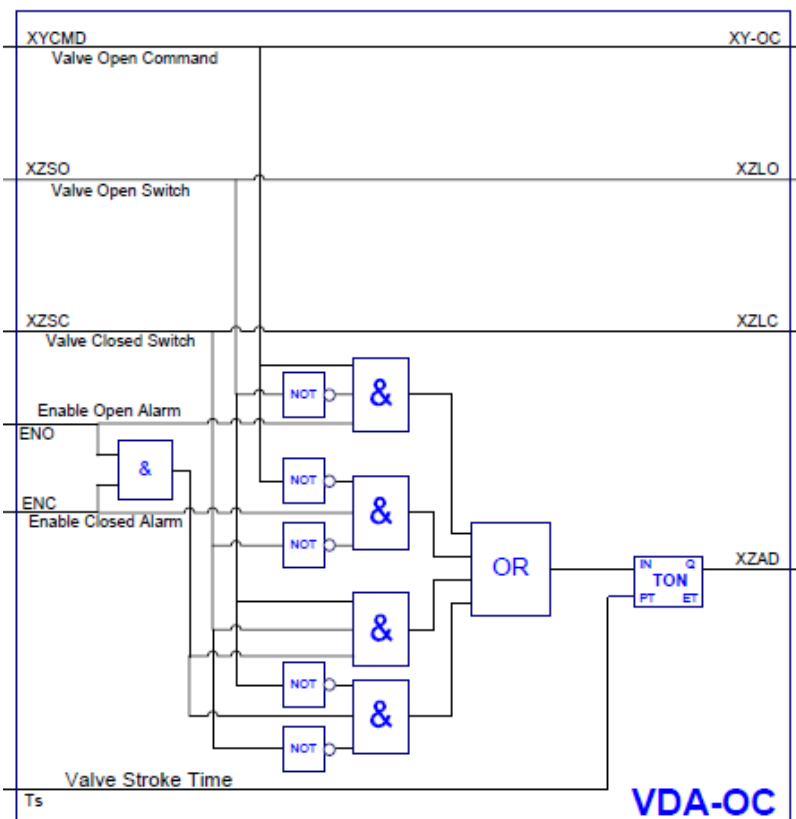 XYCMD XY-OC
Valve Open Command
XZSO XZLO
Valve Open Switch
XZSC XZLC
Valve Closed Switch
NOT &
Enable Open Alarm
ENO
&
NOT
ENC &
Enable Closed Alarm
NOT
OR
IN Q XZAD
TON
PT ET
&
NOT
&
NOT
Valve Stroke Time
Ts VDA-OC